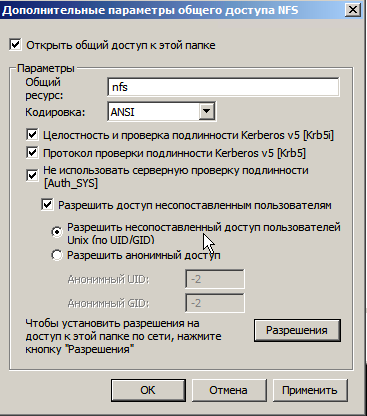 Дополнительные параметры общего доступа NFS
Открыть общий доступ к этой папке
Параметры
Общий
ресурс:
nfs
Кодировка:
ANSI
Целостность и проверка подлинности Kerberos v5 [Krb5i]
Протокол проверки подлинности Kerberos v5 [Krb5]
Не использовать серверную проверку подлинности
[Auth_SYS]
Разрешить доступ несопоставленным пользователям
Разрешить несопоставленный доступ пользователей
Unix (по UID/GID)
Разрешить анонимный доступ
Анонимный UID:
-2
Анонимный GID:
-2
Чтобы установить разрешения на
доступ к этой папке по сети, нажмите
кнопку "Разрешения"
Разрешения
ОК
Отмена
Применить